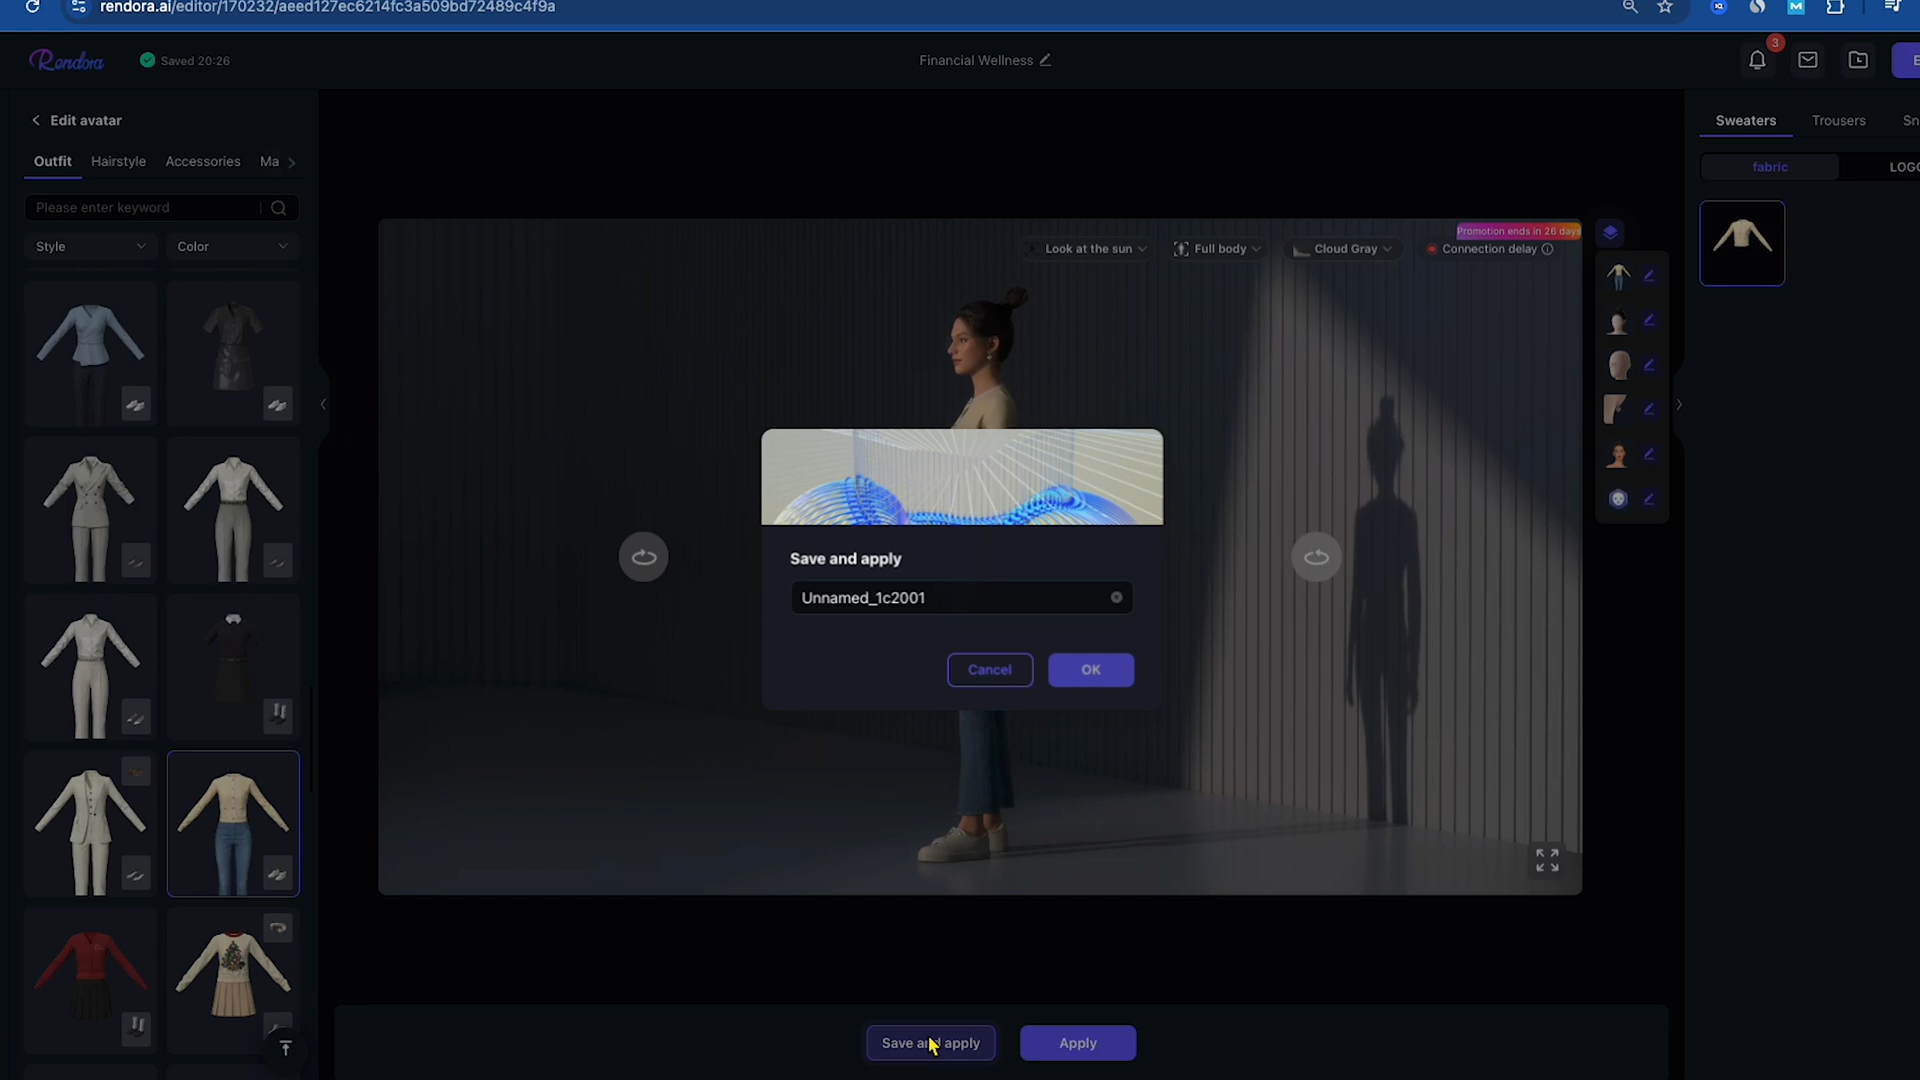 rendora.ai/editor/170232/aeed127ec6214fc3a509bd72489c4f9a
Rendora
Saved 20:26
Financial Wellness
3
Edit avatar
Outfit Hairstyle Accessories Ma
Please enter keyword
Style Color
Promotion ends in 26 days
Look at the sun Full body Cloud Gray Connection delay
Sweaters Trousers Sn
fabric LOGO
Save and apply
Unnamed_1c2001
Cancel OK
Save and apply Apply